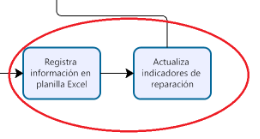 Registra
información en
planilla Excel
Actualiza
indicadores de
reparación